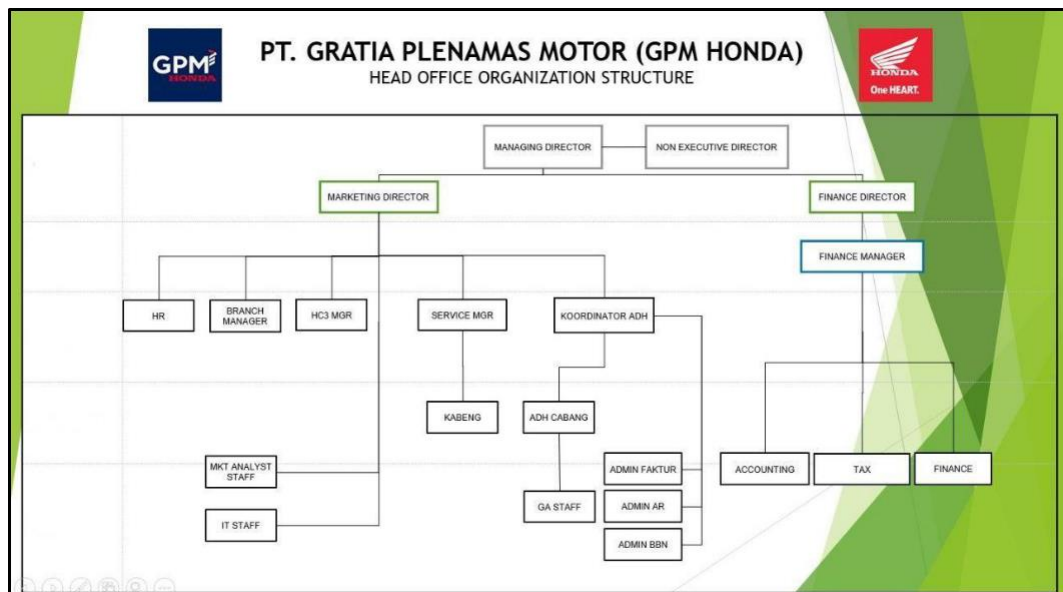 GPM
HONDA
PT. GRATIA PLENAMAS MOTOR (GPM HONDA)
HEAD OFFICE ORGANIZATION STRUCTURE
HONDA
One HEART.
MANAGING DIRECTOR
NON EXECUTIVE DIRECTOR
MARKETING DIRECTOR
FINANCE DIRECTOR
FINANCE MANAGER
HR
BRANCH
MANAGER
HC3 MGR
SERVICE MGR
KOORDINATOR ADH
KABENG
ADH CABANG
MKT ANALYST
STAFF
ADMIN FAKTUR
ACCOUNTING
TAX
FINANCE
IT STAFF
GA STAFF
ADMIN AR
ADMIN BBN